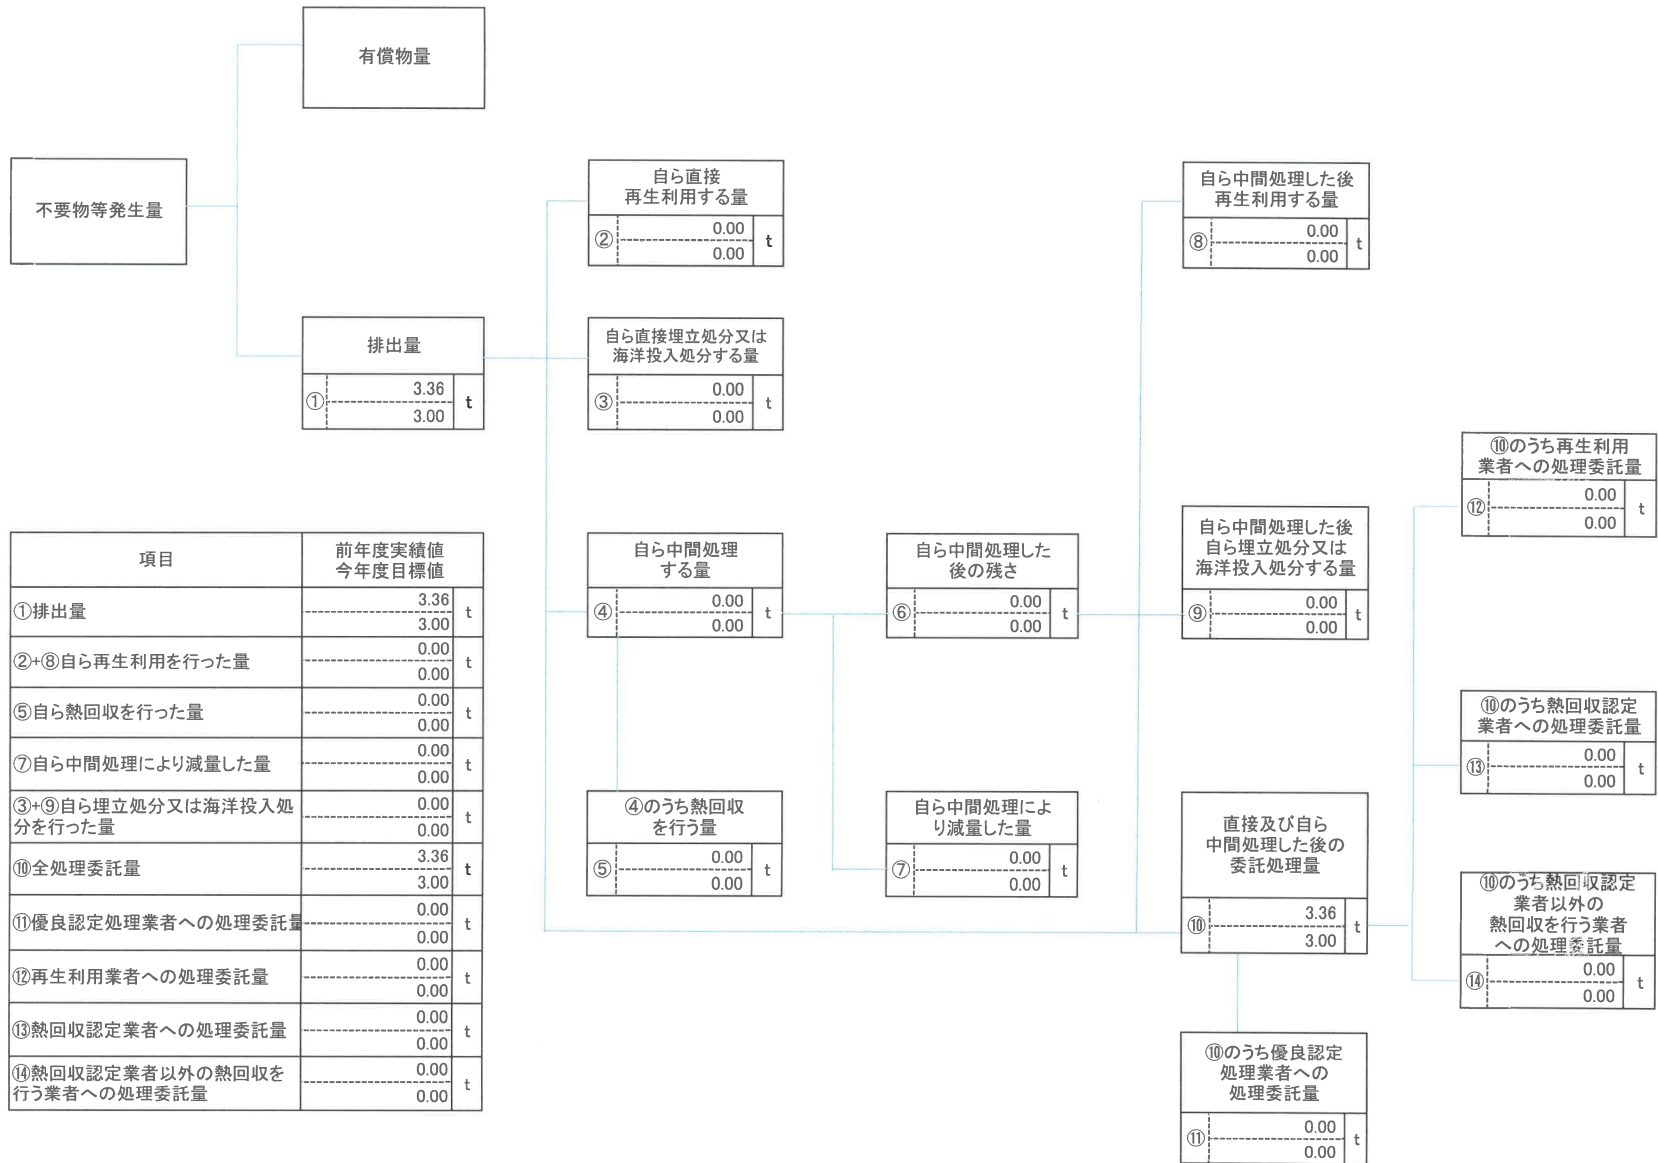 有償物量
不要物等発生量
排出量
①
3.36
3.00
t
自ら直接
再生利用する量
②
0.00
0.00
t
自ら直接埋立処分又は
海洋投入処分する量
③
0.00
0.00
t
自ら中間処理
する量
④
0.00
0.00
t
④のうち熱回収
を行う量
⑤
0.00
0.00
t
自ら中間処理した
後の残さ
⑥
0.00
0.00
t
自ら中間処理によ
り減量した量
⑦
0.00
0.00
t
自ら中間処理した後
再生利用する量
⑧
0.00
0.00
t
自ら中間処理した後
自ら埋立処分又は
海洋投入処分する量
⑨
0.00
0.00
t
直接及び自ら
中間処理した後の
委託処理量
⑩
3.36
3.00
t
⑩のうち優良認定
処理業者への
処理委託量
⑪
0.00
0.00
t
⑩のうち再生利用
業者への処理委託量
⑫
0.00
0.00
t
⑩のうち熱回収認定
業者への処理委託量
⑬
0.00
0.00
t
⑩のうち熱回収認定
業者以外の
熱回収を行う業者
への処理委託量
⑭
0.00
0.00
t
項目
前年度実績値
今年度目標値
①排出量
3.36
3.00
t
②+⑧自ら再生利用を行った量
0.00
0.00
t
⑤自ら熱回収を行った量
0.00
0.00
t
⑦自ら中間処理により減量した量
0.00
0.00
t
③+⑨自ら埋立処分又は海洋投入処
分を行った量
0.00
0.00
t
⑩全処理委託量
3.36
3.00
t
⑪優良認定処理業者への処理委託量
0.00
0.00
t
⑫再生利用業者への処理委託量
0.00
0.00
t
⑬熱回収認定業者への処理委託量
0.00
0.00
t
⑭熱回収認定業者以外の熱回収を
行う業者への処理委託量
0.00
0.00
t